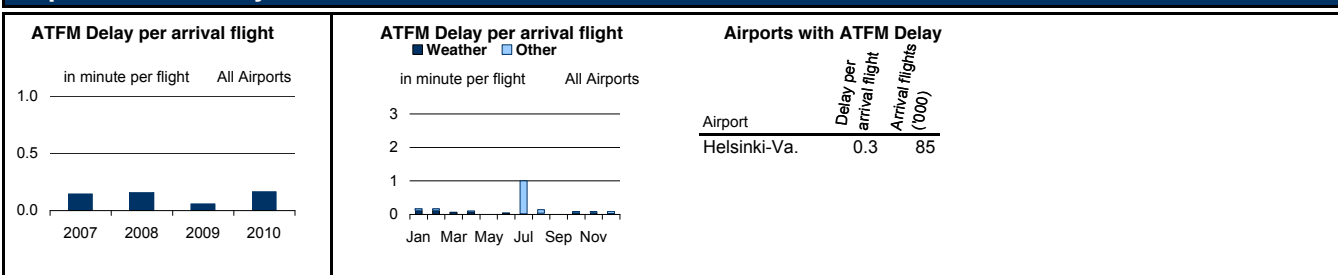 ATFM Delay per arrival flight
in minute per flight All Airports
1.0
0.5
0.0
2007 2008 2009 2010
ATFM Delay per arrival flight
Weather Other
in minute per flight All Airports
3
2
1
0
Jan Mar May Jul Sep Nov
Airports with ATFM Delay
Airport
Delay per
arrival flight
Arrival flights
('000)
Helsinki-Va. 0.3 85